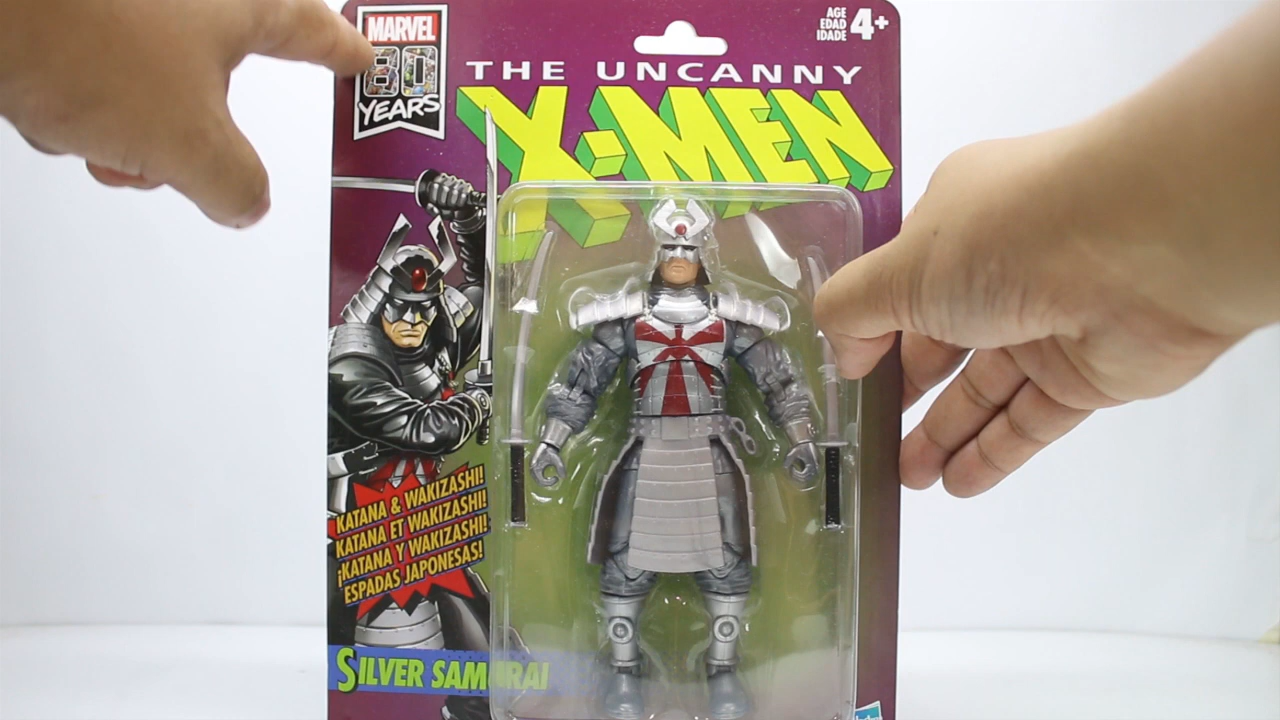 MARVEL
80
YEARS
AGE
EDAD
IDADE
4+
THE UNCANNY
X-MEN
KATANA & WAKIZASHI!
KATANA ET WAKIZASHI!
¡KATANA Y WAKIZASHI!
ESPADAS JAPONESAS!
SILVER SAMURAI